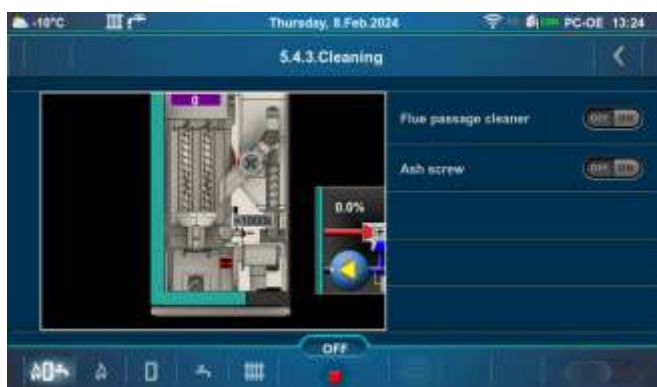 -10°C Thursday, 8.Feb 2024 PC-OE 13:24
5.4.3.Cleaning
0
Flue passage cleaner OFF ON
Ash screw OFF ON
0.0%
OFF